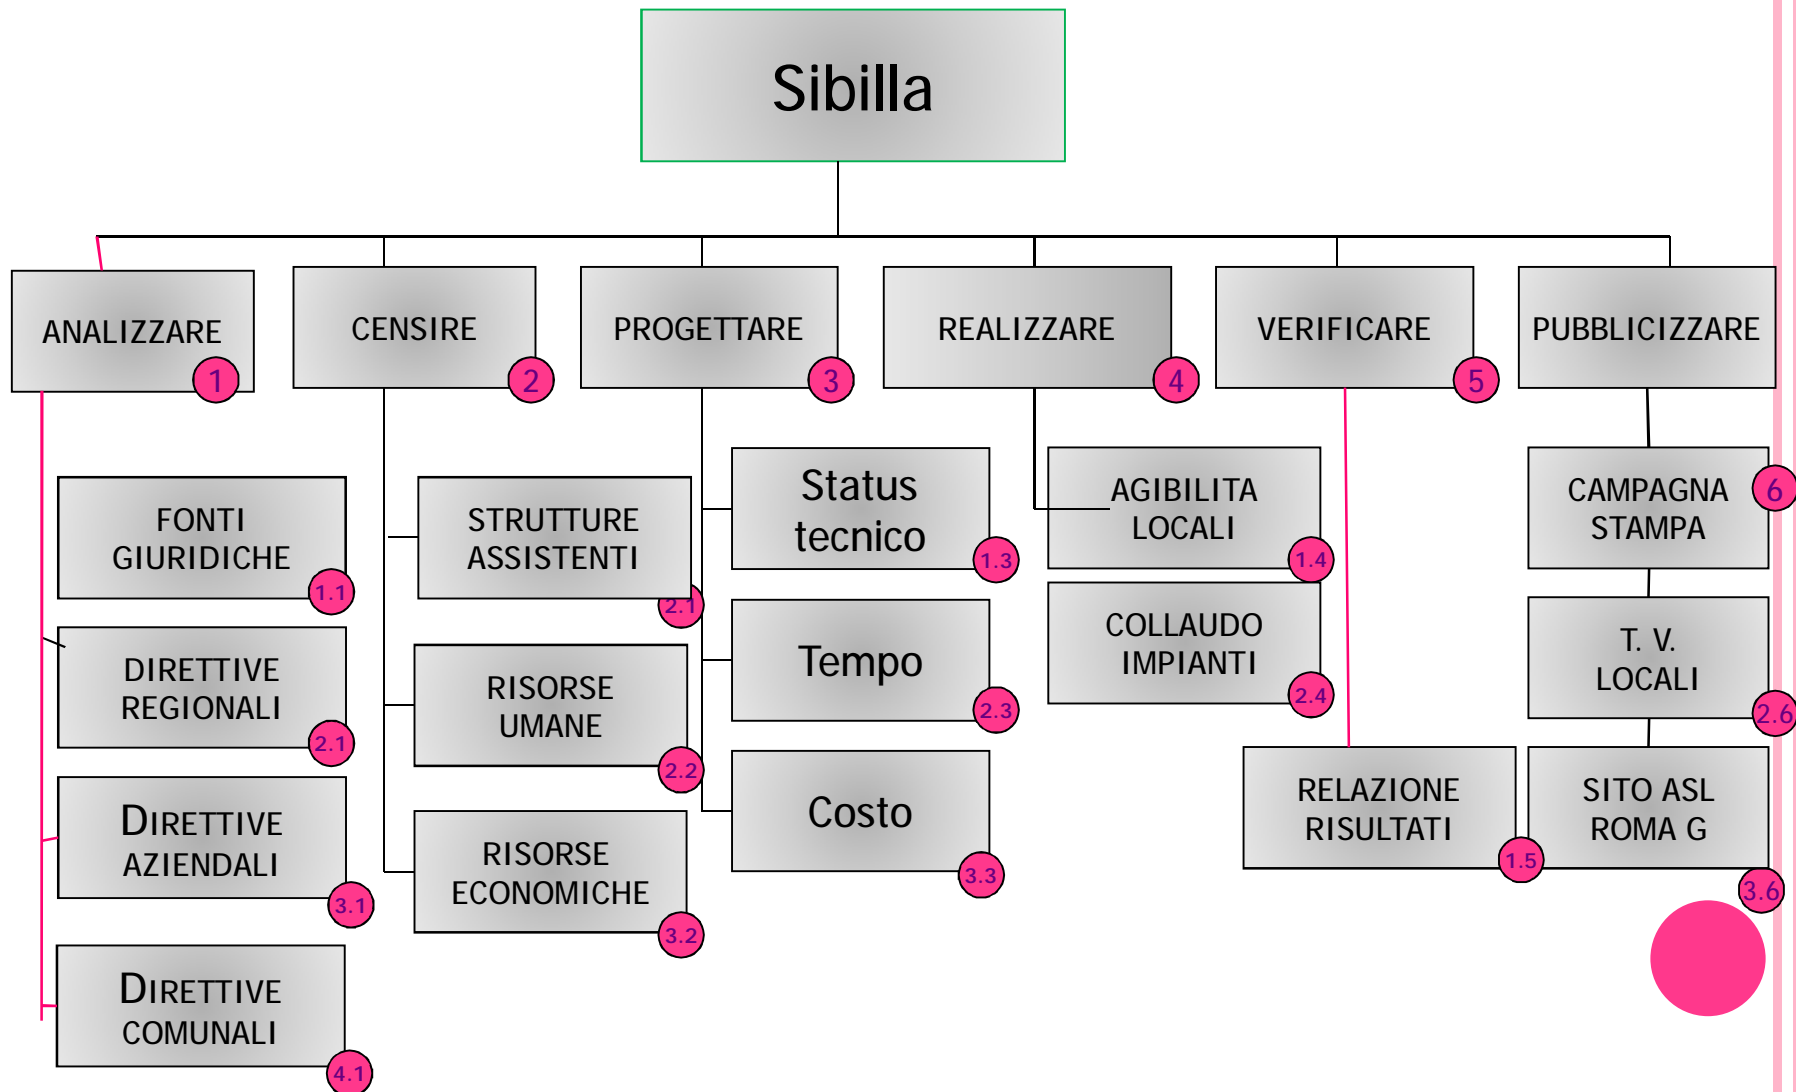 Sibilla
ANALIZZARE
1
CENSIRE
2
PROGETTARE
3
REALIZZARE
4
VERIFICARE
5
PUBBLICIZZARE
FONTI
GIURIDICHE
1.1
DIRETTIVE
REGIONALI
2.1
DIRETTIVE
AZIENDALI
3.1
DIRETTIVE
COMUNALI
4.1
STRUTTURE
ASSISTENTI
2.1
RISORSE
UMANE
2.2
RISORSE
ECONOMICHE
3.2
Status
tecnico
1.3
Tempo
2.3
Costo
3.3
AGIBILITA
LOCALI
1.4
COLLAUDO
IMPIANTI
2.4
RELAZIONE
RISULTATI
1.5
CAMPAGNA
STAMPA
6
T. V.
LOCALI
2.6
SITO ASL
ROMA G
3.6